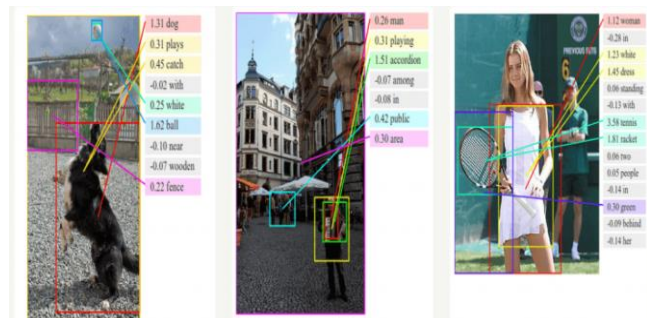 1.31 dog
0.31 plays
0.45 catch
-0.02 with
0.25 white
1.62 ball
-0.10 near
-0.07 wooden
0.22 fence
0.26 man
0.31 playing
1.51 accordion
-0.07 among
-0.08 in
0.42 public
0.30 area
PREVIOUS
6
1.12 woman
-0.28 in
1.23 white
1.45 dress
0.06 standing
-0.13 with
3.58 tennis
1.81 racket
0.06 two
0.05 people
-0.14 in
0.30 green
-0.09 behind
-0.14 her